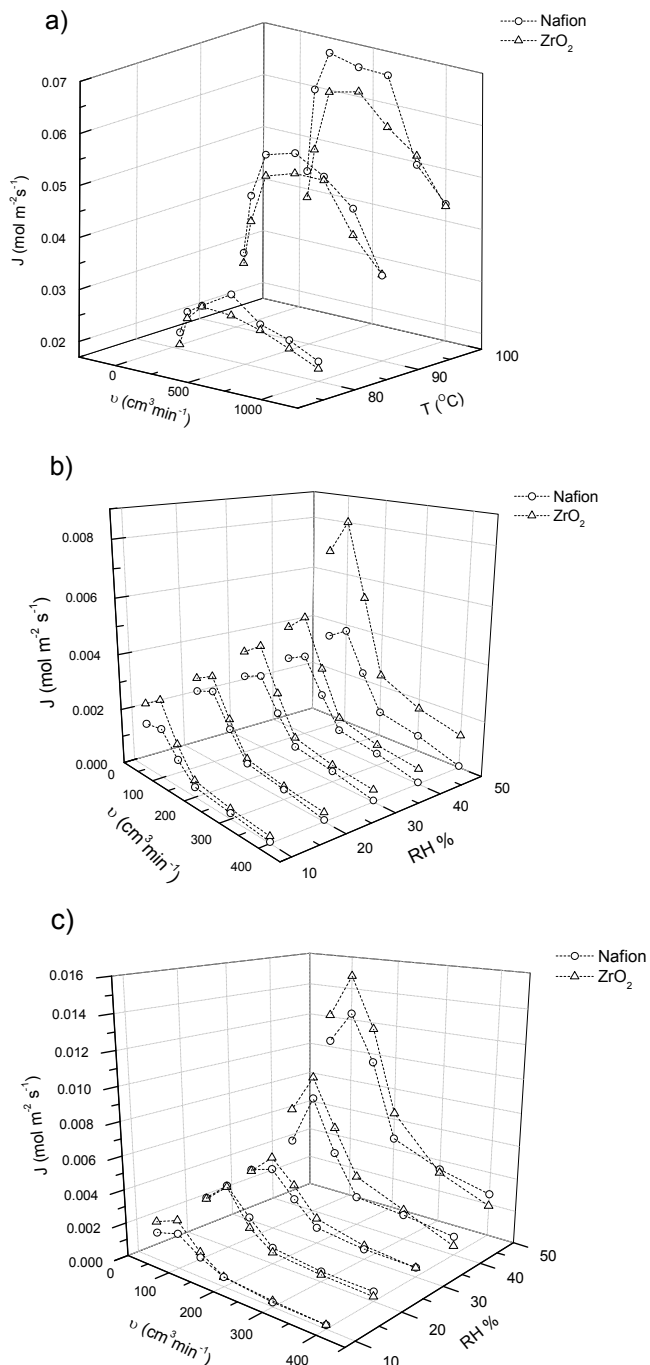 a)
Nafion
ZrO₂
0.07
0.06
0.05
0.04
0.03
0.02
J (mol m⁻²s⁻¹)
0
500
1000
υ (cm³min⁻¹)
80
90
100
T (°C)
b)
Nafion
ZrO₂
0.008
0.006
0.004
0.002
0.000
J (mol m⁻² s⁻¹)
0
100
200
300
400
υ (cm³min⁻¹)
10
20
30
40
50
RH %
c)
Nafion
ZrO₂
0.016
0.014
0.012
0.010
0.008
0.006
0.004
0.002
0.000
J (mol m⁻² s⁻¹)
0
100
200
300
400
υ (cm³min⁻¹)
10
20
30
40
50
RH %